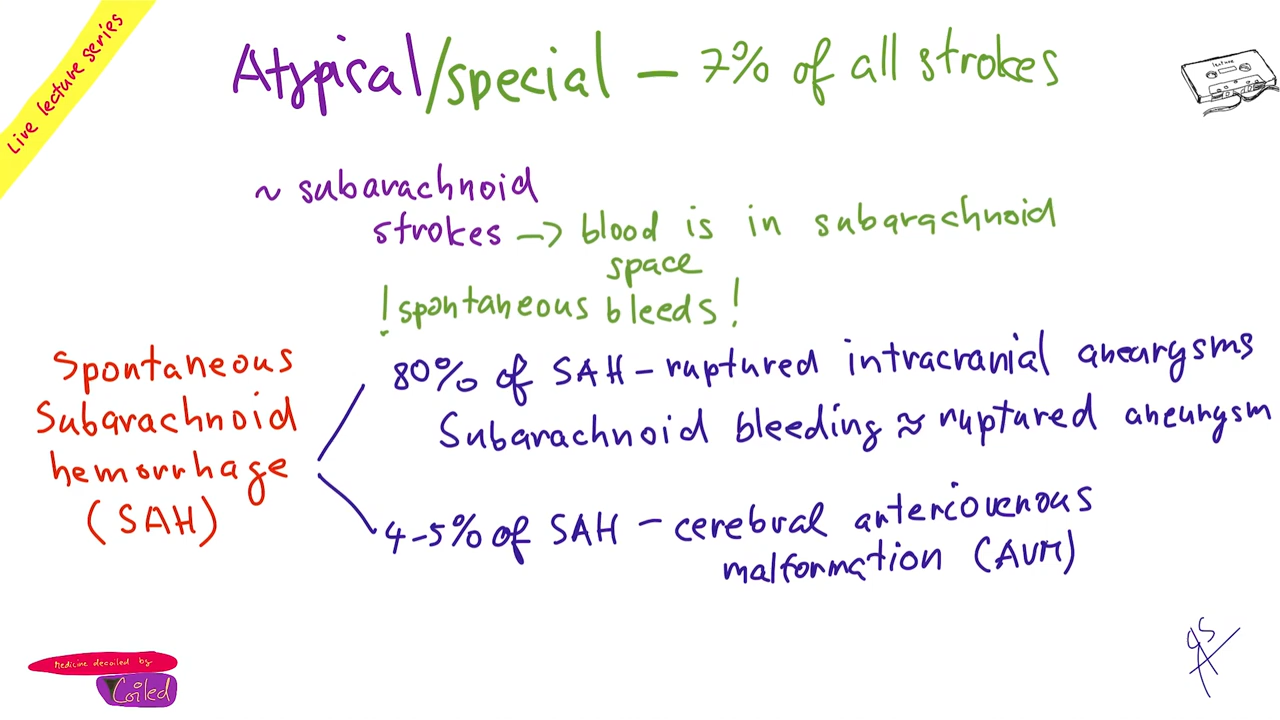 Live lecture series
Atypical/special – 7% of all strokes
lecture
~ subarachnoid
strokes -> blood is in subarachnoid
space
! spontaneous bleeds !
Spontaneous
Subarachnoid
hemorrhage
(SAH)
80% of SAH - ruptured intracranial aneurysms
Subarachnoid bleeding ≈ ruptured aneurysm
4-5% of SAH - cerebral arteriovenous
malformation (AVM)
Medicine decoiled by
Coiled